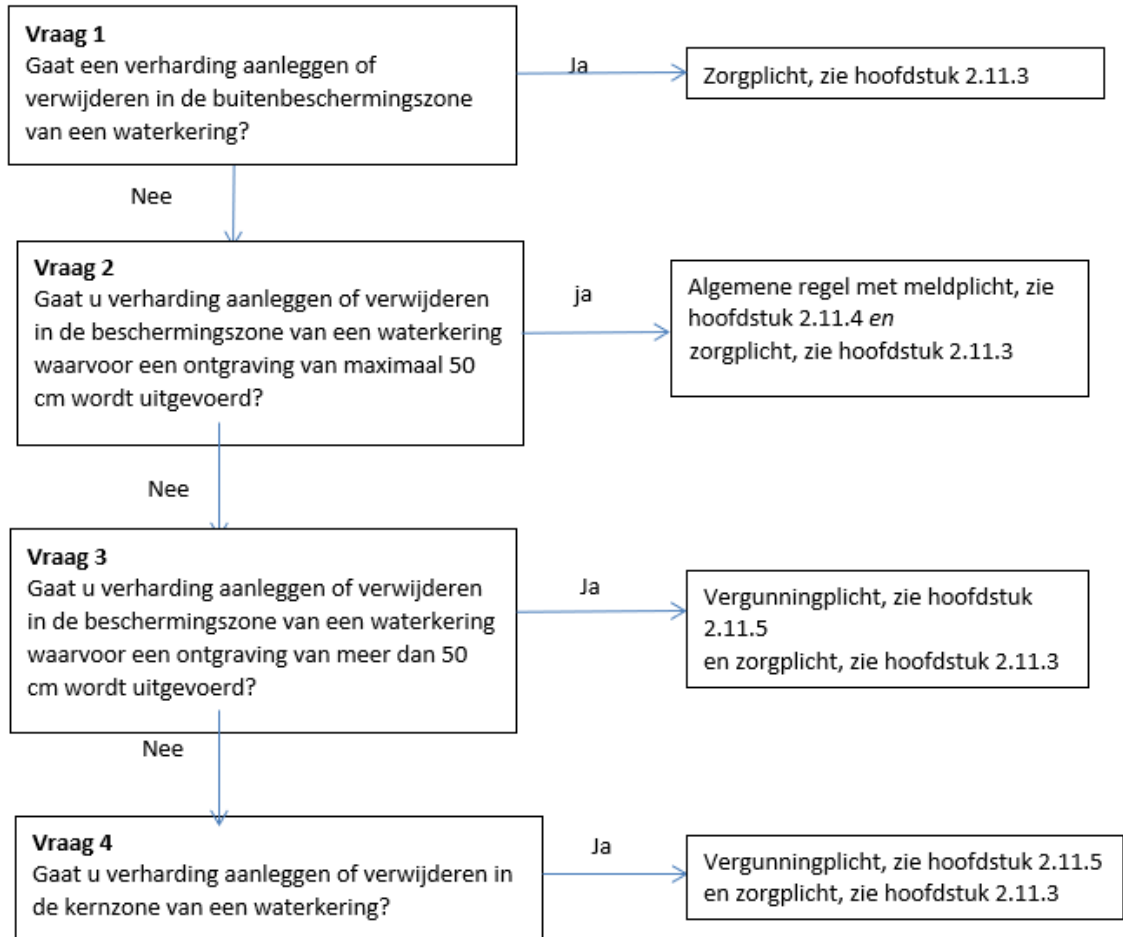 Vraag 1
Gaat een verharding aanleggen of
verwijderen in de buitenbeschermingszone
van een waterkering?
Ja
Zorgplicht, zie hoofdstuk 2.11.3
Nee
Vraag 2
Gaat u verharding aanleggen of verwijderen
in de beschermingszone van een waterkering
waarvoor een ontgraving van maximaal 50
cm wordt uitgevoerd?
ja
Algemene regel met meldplicht, zie
hoofdstuk 2.11.4 en
zorgplicht, zie hoofdstuk 2.11.3
Nee
Vraag 3
Gaat u verharding aanleggen of verwijderen
in de beschermingszone van een waterkering
waarvoor een ontgraving van meer dan 50
cm wordt uitgevoerd?
Ja
Vergunningplicht, zie hoofdstuk
2.11.5
en zorgplicht, zie hoofdstuk 2.11.3
Nee
Vraag 4
Gaat u verharding aanleggen of verwijderen in
de kernzone van een waterkering?
Ja
Vergunningplicht, zie hoofdstuk 2.11.5
en zorgplicht, zie hoofdstuk 2.11.3